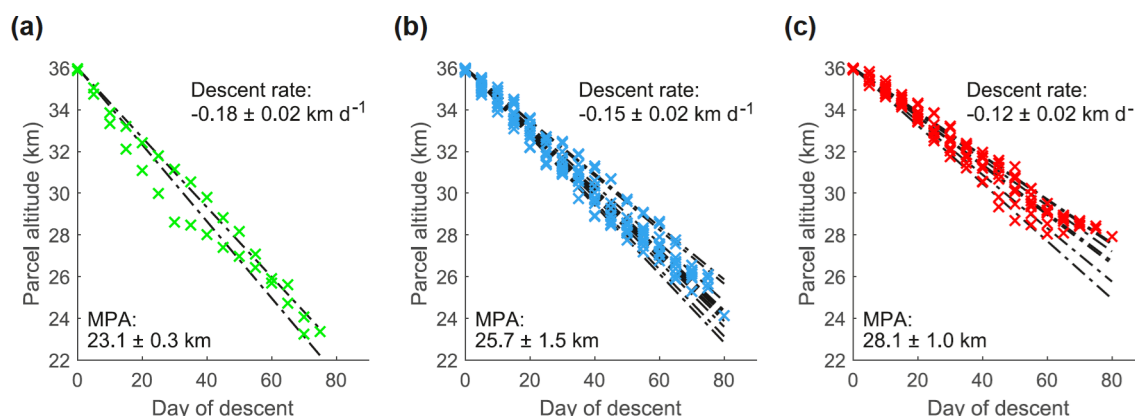 (a)
36
34
32
30
28
26
24
22
Parcel altitude (km)
Descent rate:
-0.18 ± 0.02 km d⁻¹
MPA:
23.1 ± 0.3 km
0 20 40 60 80
Day of descent
(b)
36
34
32
30
28
26
24
22
Parcel altitude (km)
Descent rate:
-0.15 ± 0.02 km d⁻¹
MPA:
25.7 ± 1.5 km
0 20 40 60 80
Day of descent
(c)
36
34
32
30
28
26
24
22
Parcel altitude (km)
Descent rate:
-0.12 ± 0.02 km d⁻
MPA:
28.1 ± 1.0 km
0 20 40 60 80
Day of descent